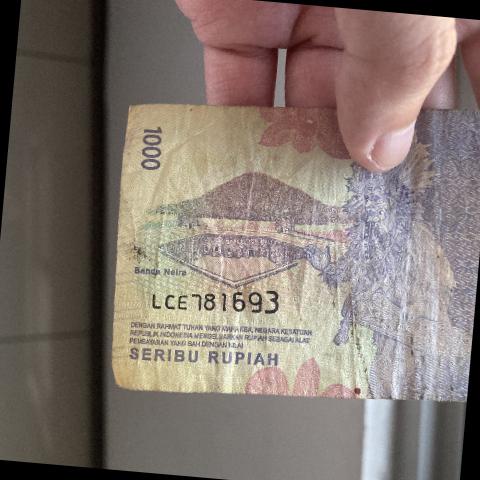 1000
Banda Neira
LCE781693
DENGAN RAHMAT TUHAN YANG MAHA ESA, NEGARA KESATUAN
REPUBLIK INDONESIA MENGELUARKAN RUPIAH SEBAGAI ALAT
PEMBAYARAN YANG SAH DENGAN NILAI
SERIBU RUPIAH